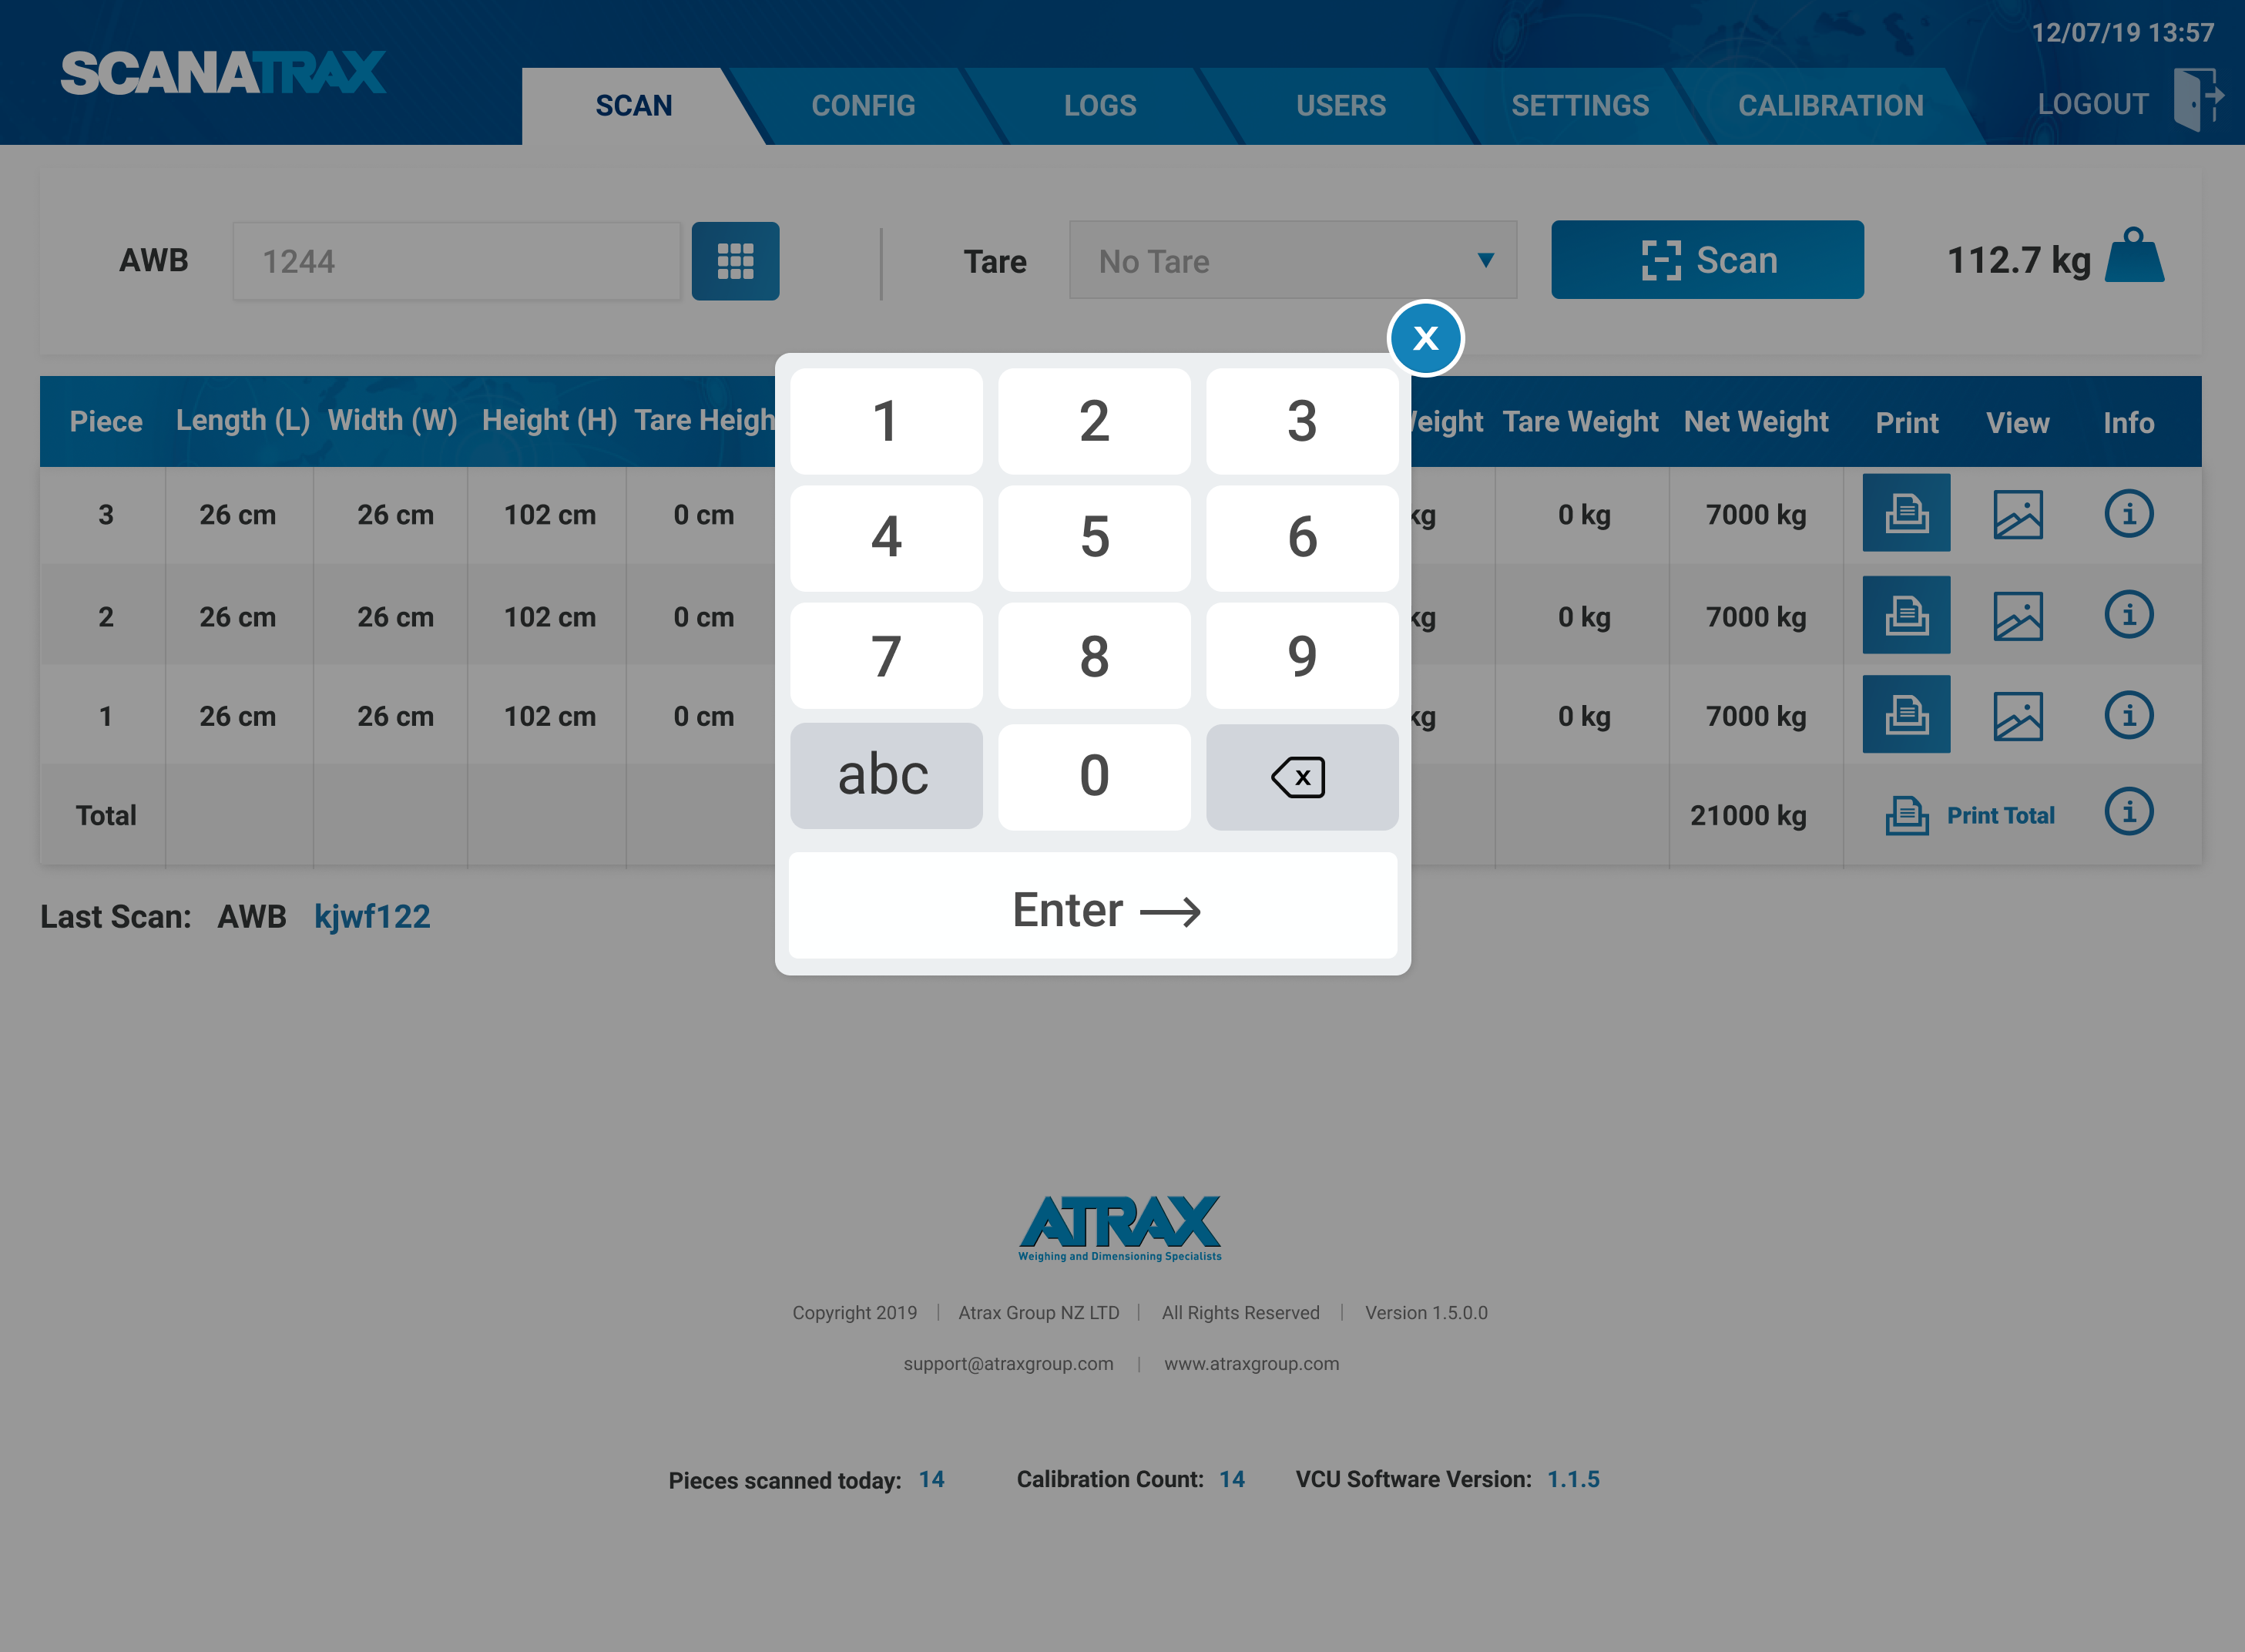 12/07/19 13:57
SCANATRAX
SCAN CONFIG LOGS USERS SETTINGS CALIBRATION LOGOUT
AWB 1244 Tare No Tare Scan 112.7 kg
x
Piece Length (L) Width (W) Height (H) Tare Heigh Weight Tare Weight Net Weight Print View Info
3 26 cm 26 cm 102 cm 0 cm kg 0 kg 7000 kg
2 26 cm 26 cm 102 cm 0 cm kg 0 kg 7000 kg
1 26 cm 26 cm 102 cm 0 cm kg 0 kg 7000 kg
Total 21000 kg Print Total
1 2 3
4 5 6
7 8 9
abc 0 x
Enter
Last Scan: AWB kjwf122
ATRAX
Weighing and Dimensioning Specialists
Copyright 2019 | Atrax Group NZ LTD | All Rights Reserved | Version 1.5.0.0
support@atraxgroup.com | www.atraxgroup.com
Pieces scanned today: 14 Calibration Count: 14 VCU Software Version: 1.1.5